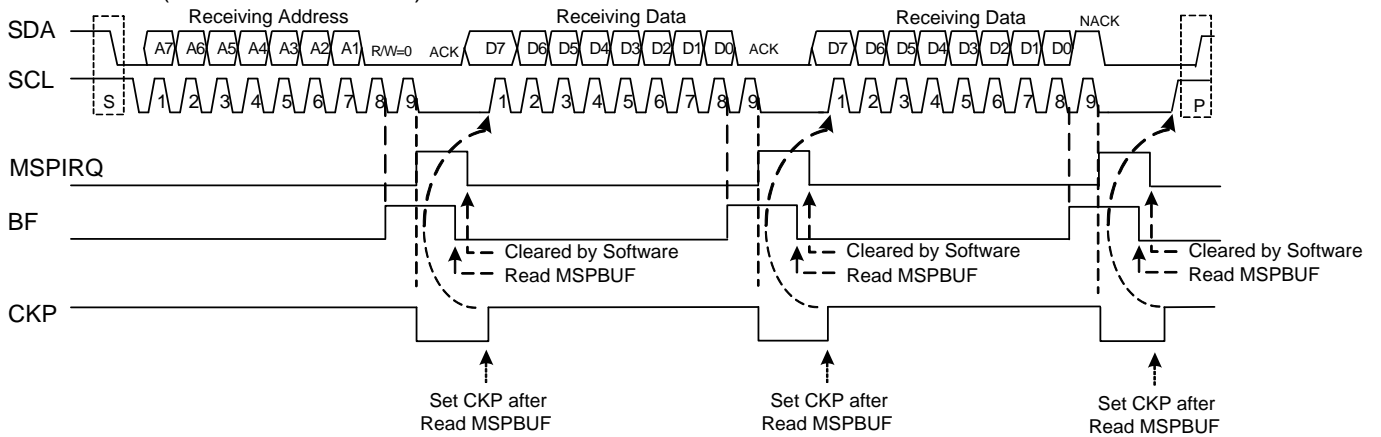 Receiving Address Receiving Data Receiving Data NACK
SDA A7 A6 A5 A4 A3 A2 A1 R/W=0 ACK D7 D6 D5 D4 D3 D2 D1 D0 ACK D7 D6 D5 D4 D3 D2 D1 D0
SCL
S 1 2 3 4 5 6 7 8 9 1 2 3 4 5 6 7 8 9 1 2 3 4 5 6 7 8 9 P
MSPIRQ
BF
Cleared by Software Cleared by Software Cleared by Software
Read MSPBUF Read MSPBUF Read MSPBUF
CKP
Set CKP after Set CKP after Set CKP after
Read MSPBUF Read MSPBUF Read MSPBUF